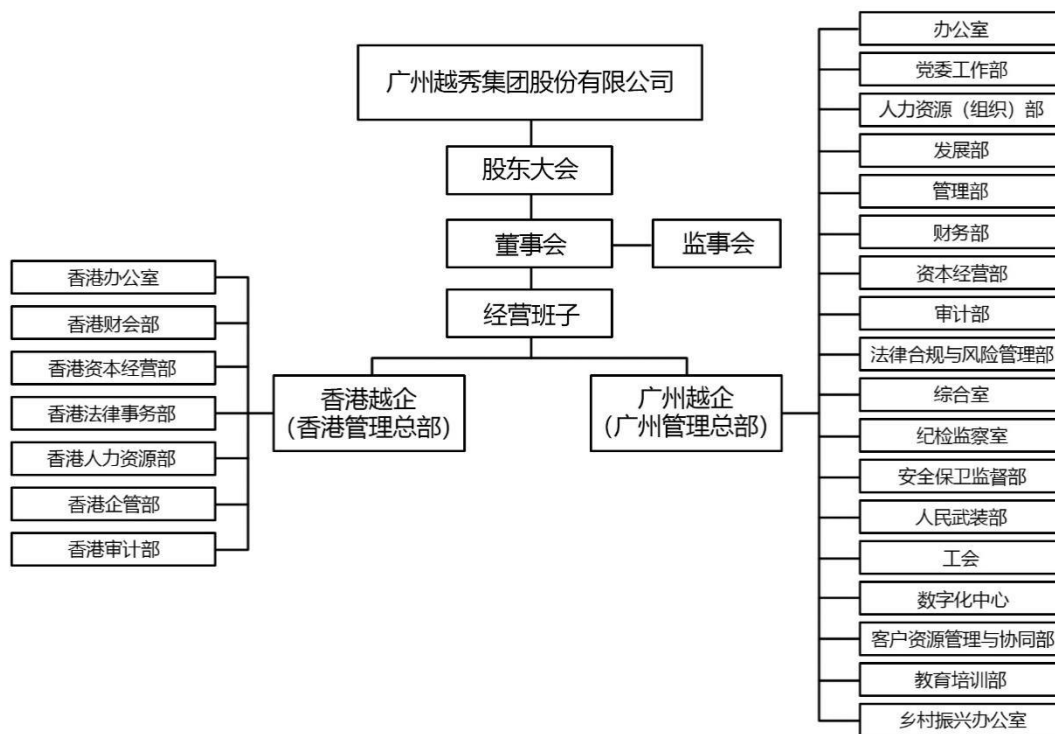 广州越秀集团股份有限公司
股东大会
董事会
监事会
经营班子
香港越企
（香港管理总部）
广州越企
（广州管理总部）
香港办公室
香港财会部
香港资本经营部
香港法律事务部
香港人力资源部
香港企管部
香港审计部
办公室
党委工作部
人力资源（组织）部
发展部
管理部
财务部
资本经营部
审计部
法律合规与风险管理部
综合室
纪检监察室
安全保卫监督部
人民武装部
工会
数字化中心
客户资源管理与协同部
教育培训部
乡村振兴办公室